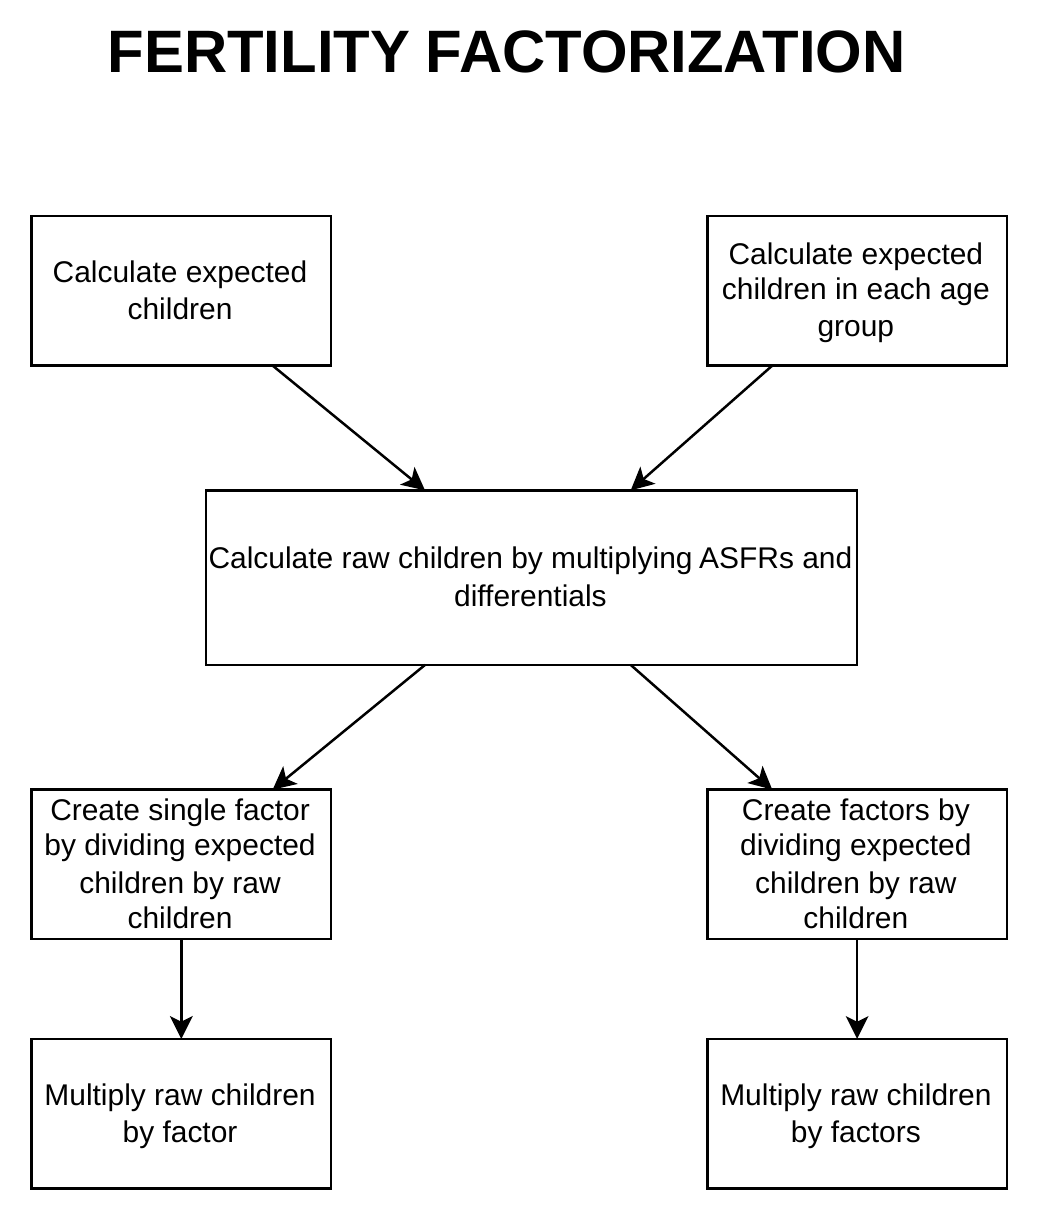 FERTILITY FACTORIZATION
Calculate expected
children
Calculate expected
children in each age
group
Calculate raw children by multiplying ASFRs and
differentials
Create single factor
by dividing expected
children by raw
children
Create factors by
dividing expected
children by raw
children
Multiply raw children
by factor
Multiply raw children
by factors